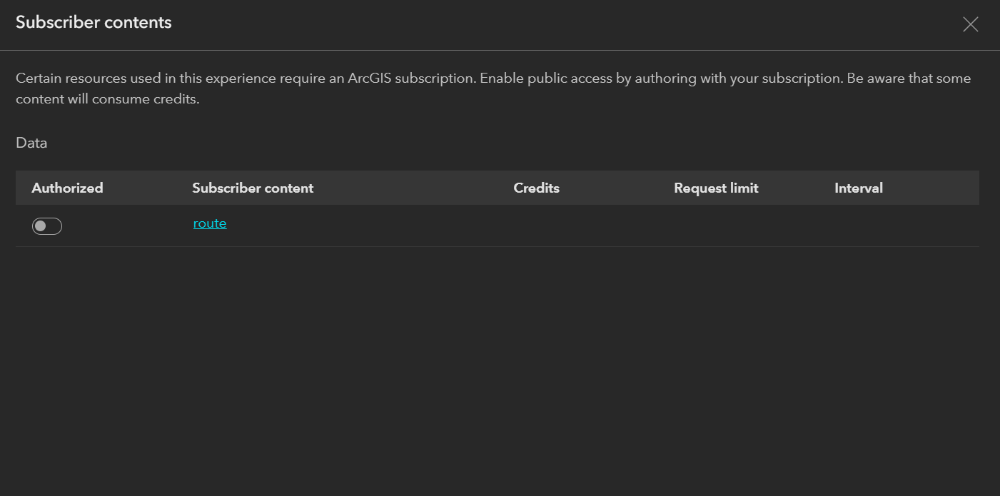 Subscriber contents
Certain resources used in this experience require an ArcGIS subscription. Enable public access by authoring with your subscription. Be aware that some
content will consume credits.
Data
Authorized Subscriber content Credits Request limit Interval
route